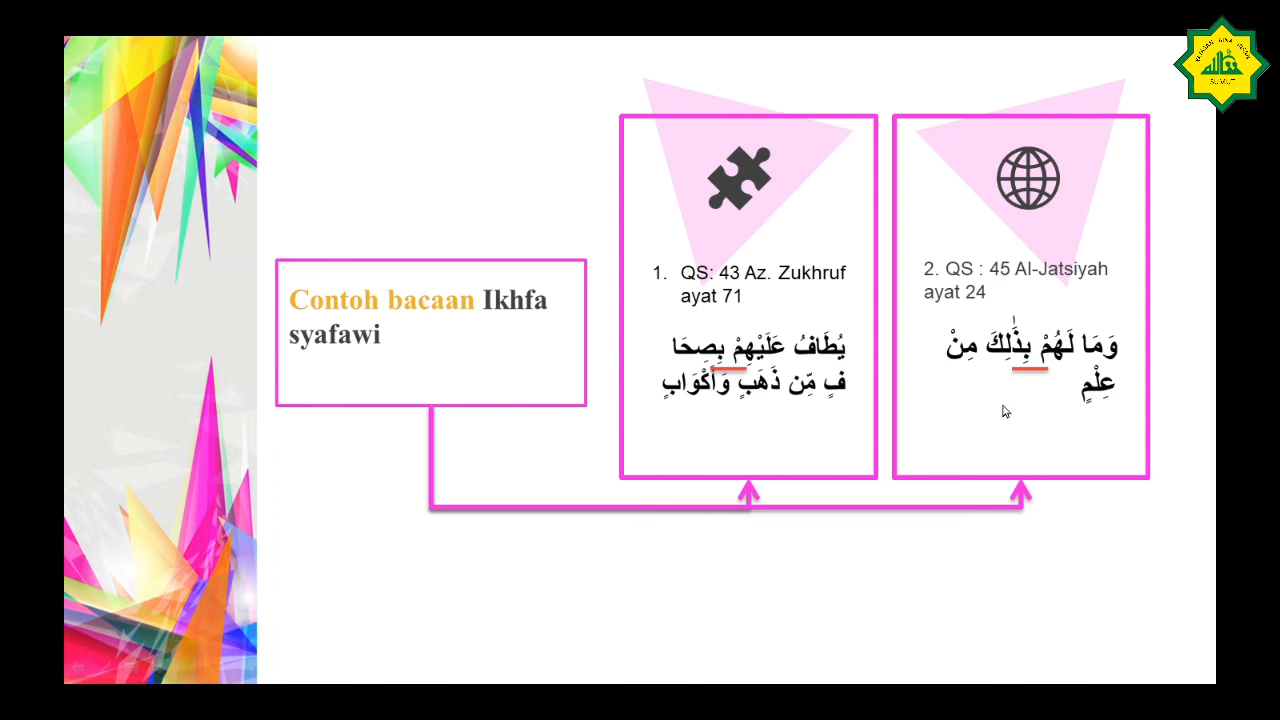 Contoh bacaan Ikhfa
syafawi
1. QS: 43 Az. Zukhruf
ayat 71
يُطَافُ عَلَيْهِمْ بِصِحَا
فٍ مِّن ذَهَبٍ وَأَكْوَابٍ
2. QS : 45 Al-Jatsiyah
ayat 24
وَمَا لَهُمْ بِذَٰلِكَ مِنْ
عِلْمٍ
SUMUT